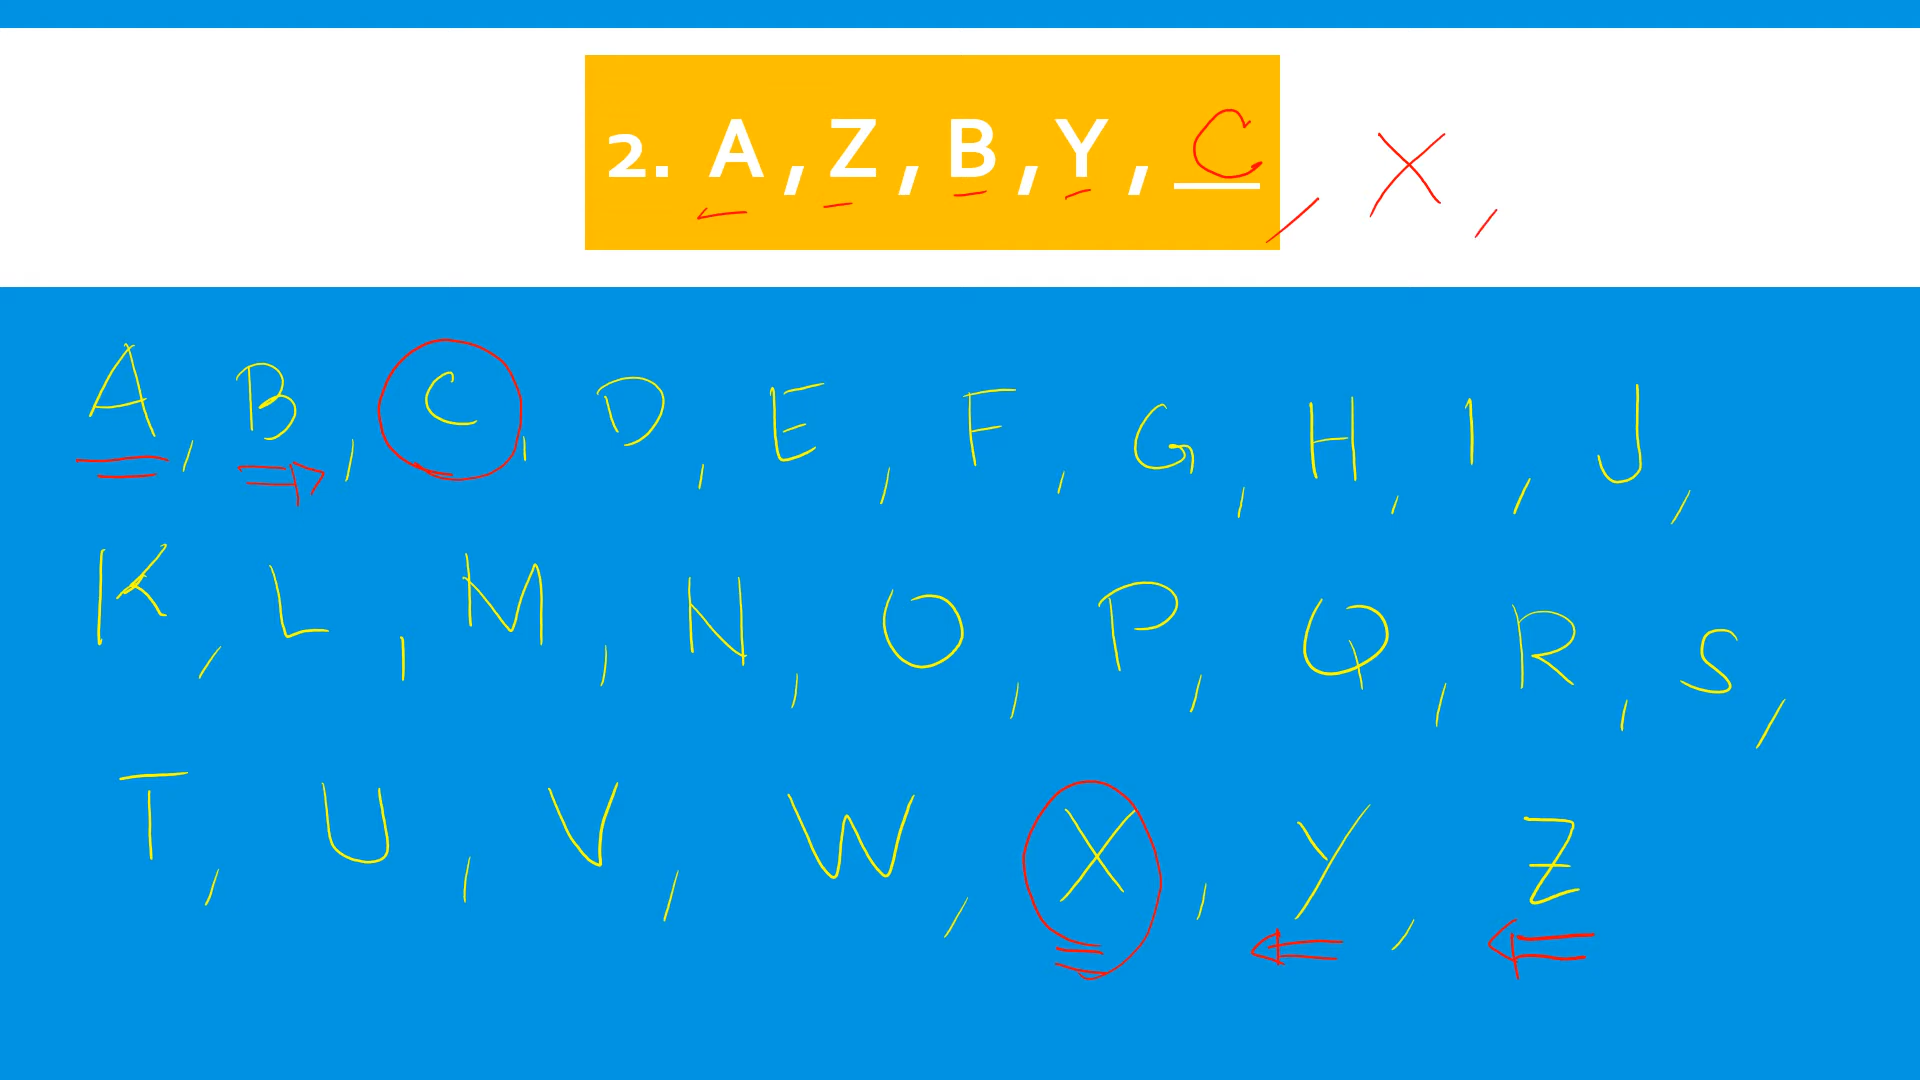 2. A , Z , B , Y , C , X ,
A , B , C , D , E , F , G , H , I , J ,
K , L , M , N , O , P , Q , R , S ,
T , U , V , W , X , Y , Z